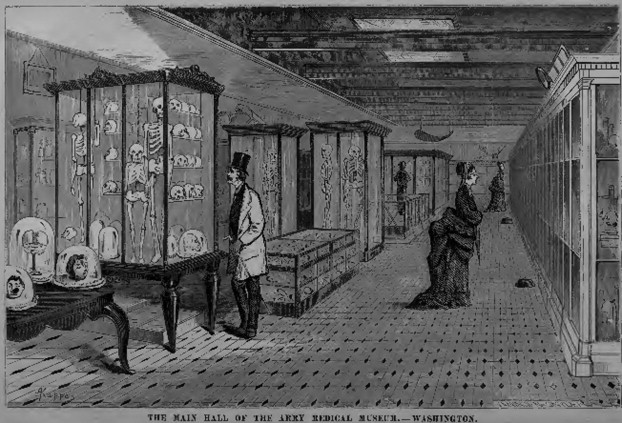 THE MAIN HALL OF THE ARMY MEDICAL MUSEUM.—WASHINGTON.